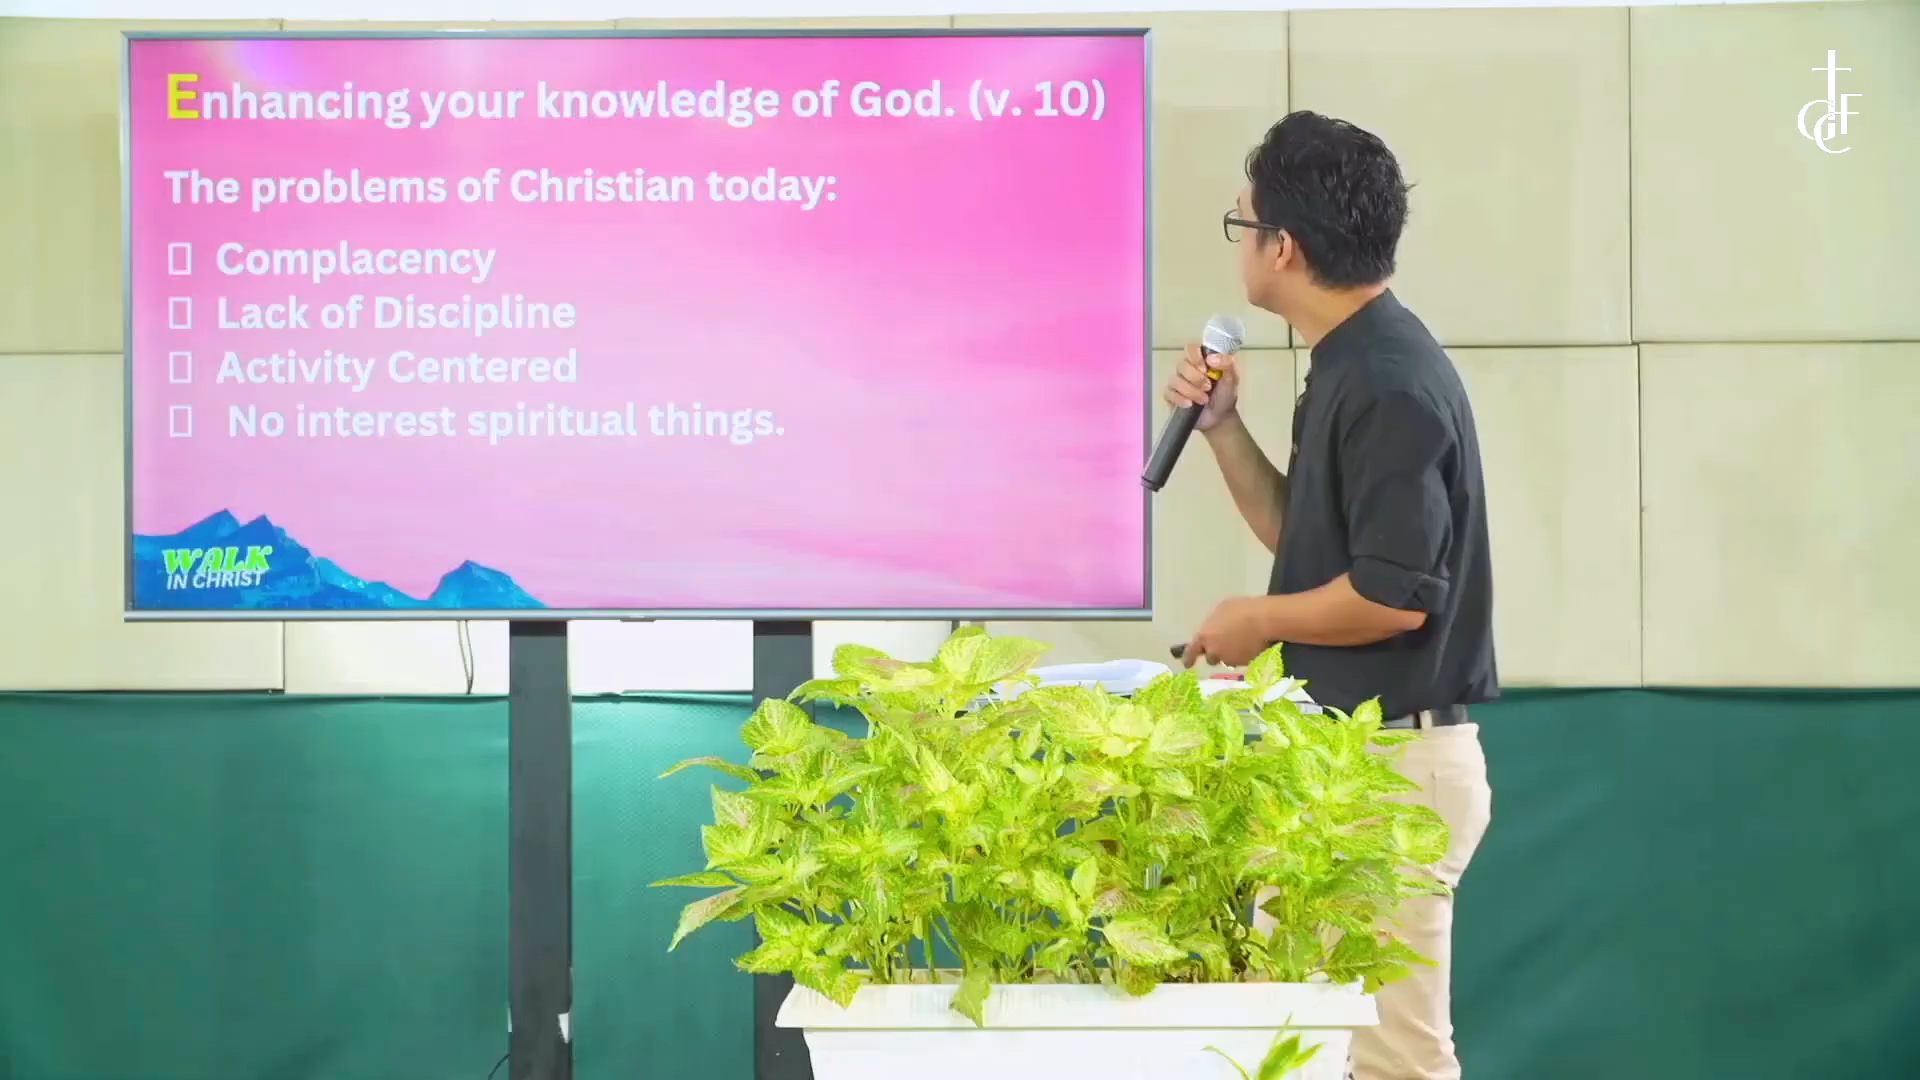 Enhancing your knowledge of God. (v. 10)
The problems of Christian today:
Complacency
Lack of Discipline
Activity Centered
No interest spiritual things.
WALK
IN CHRIST
GCiF